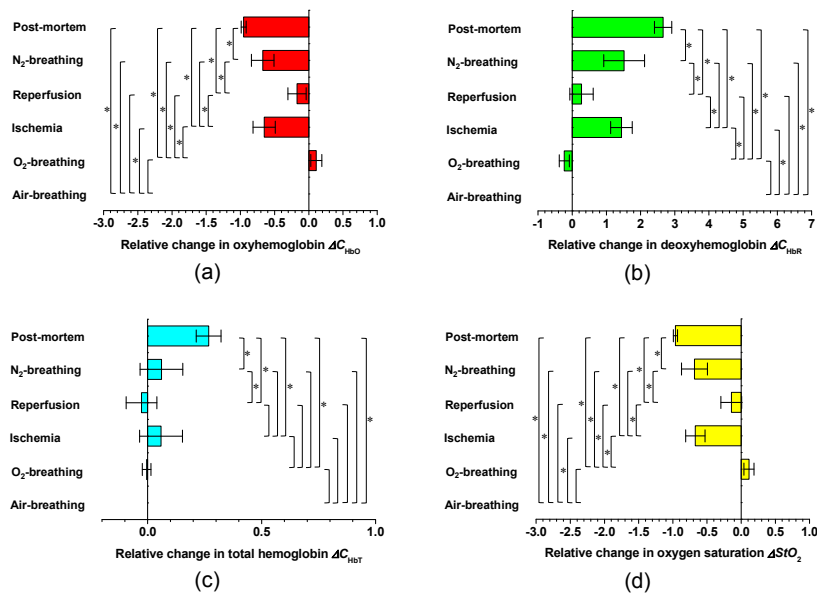 Post-mortem
N₂-breathing
Reperfusion
Ischemia
O₂-breathing
Air-breathing
-3.0 -2.5 -2.0 -1.5 -1.0 -0.5 0.0 0.5 1.0
Relative change in oxyhemoglobin ΔC_HbO
(a)
Post-mortem
N₂-breathing
Reperfusion
Ischemia
O₂-breathing
Air-breathing
-1 0 1 2 3 4 5 6 7
Relative change in deoxyhemoglobin ΔC_HbR
(b)
Post-mortem
N₂-breathing
Reperfusion
Ischemia
O₂-breathing
Air-breathing
0.0 0.5 1.0
Relative change in total hemoglobin ΔC_HbT
(c)
Post-mortem
N₂-breathing
Reperfusion
Ischemia
O₂-breathing
Air-breathing
-3.0 -2.5 -2.0 -1.5 -1.0 -0.5 0.0 0.5 1.0
Relative change in oxygen saturation ΔStO₂
(d)